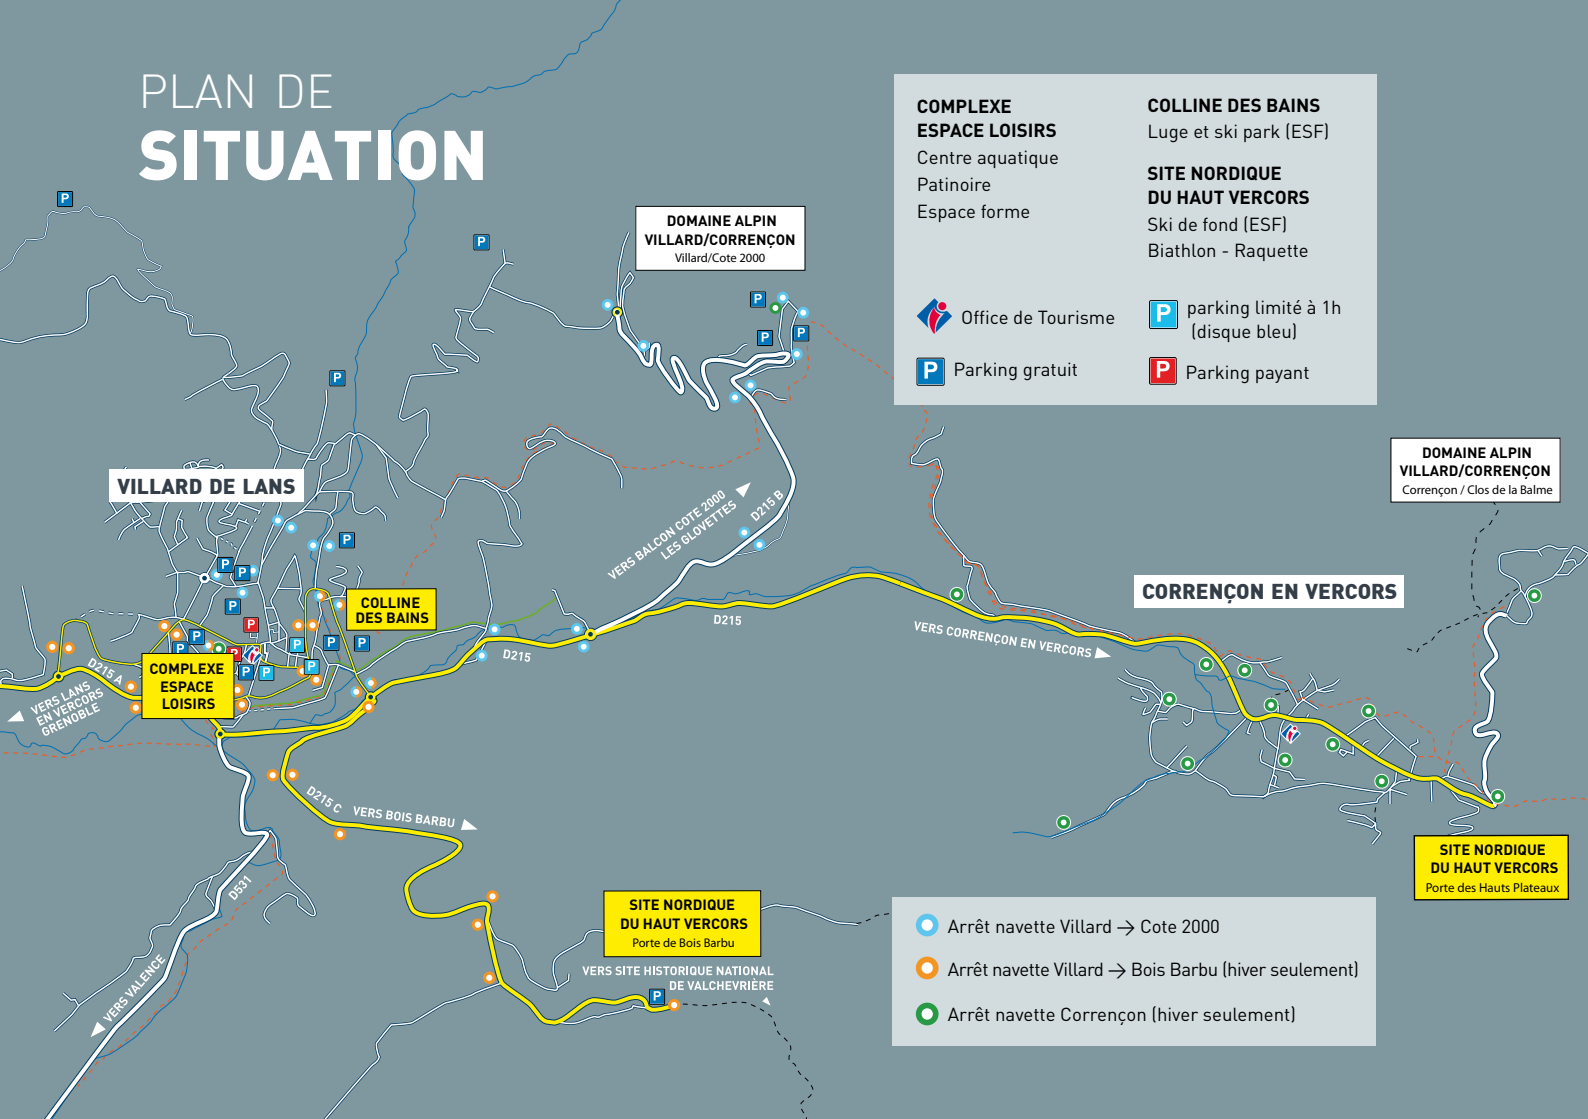 PLAN DE
SITUATION
COMPLEXE
ESPACE LOISIRS
Centre aquatique
Patinoire
Espace forme
COLLINE DES BAINS
Luge et ski park (ESF)
SITE NORDIQUE
DU HAUT VERCORS
Ski de fond (ESF)
Biathlon - Raquette
Office de Tourisme
P parking limité à 1h
(disque bleu)
P Parking gratuit
P Parking payant
P
P
P
DOMAINE ALPIN
VILLARD/CORRENÇON
Villard/Cote 2000
P
P
P
DOMAINE ALPIN
VILLARD/CORRENÇON
Corrençon / Clos de la Balme
VILLARD DE LANS
VERS BALCON COTE 2000
LES GLOVETTES
D215 B
P
P
P
P
P
P
P
P
P
P
P
P
P
P
COLLINE
DES BAINS
CORRENÇON EN VERCORS
D215
D215
VERS CORRENÇON EN VERCORS
D215 A
VERS LANS
EN VERCORS
GRENOBLE
COMPLEXE
ESPACE
LOISIRS
D215 C
VERS BOIS BARBU
D531
VERS VALENCE
SITE NORDIQUE
DU HAUT VERCORS
Porte de Bois Barbu
VERS SITE HISTORIQUE NATIONAL
DE VALCHEVRIÈRE
P
SITE NORDIQUE
DU HAUT VERCORS
Porte des Hauts Plateaux
Arrêt navette Villard → Cote 2000
Arrêt navette Villard → Bois Barbu (hiver seulement)
Arrêt navette Corrençon (hiver seulement)